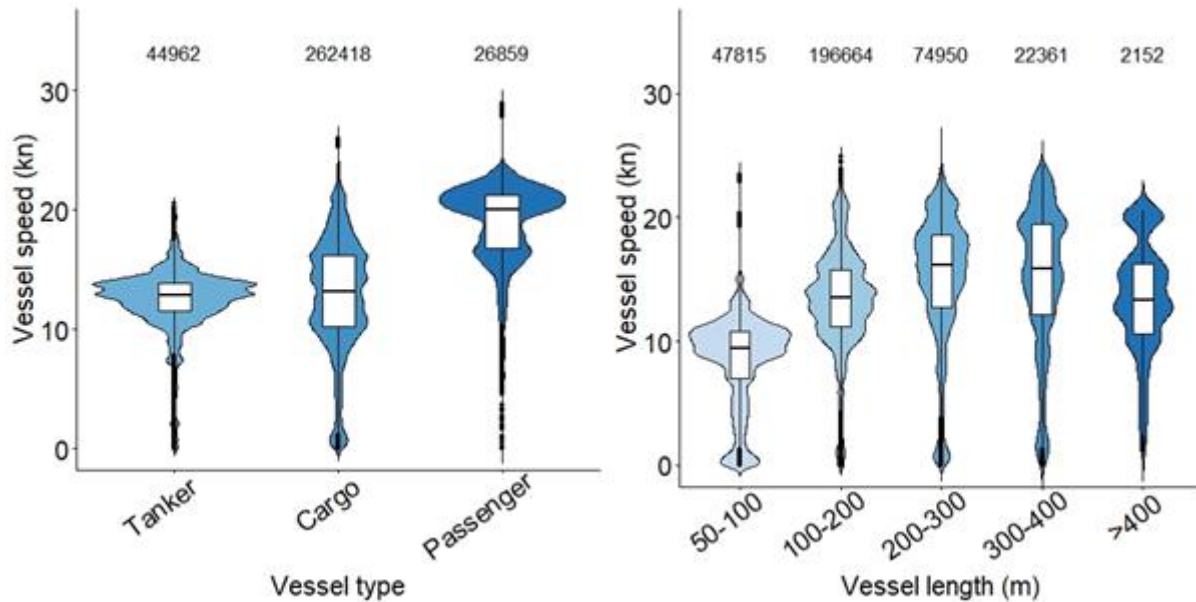 44962 262418 26859
30
20
10
0
Vessel speed (kn)
Tanker Cargo Passenger
Vessel type
47815 196664 74950 22361 2152
30
20
10
0
Vessel speed (kn)
50-100 100-200 200-300 300-400 >400
Vessel length (m)